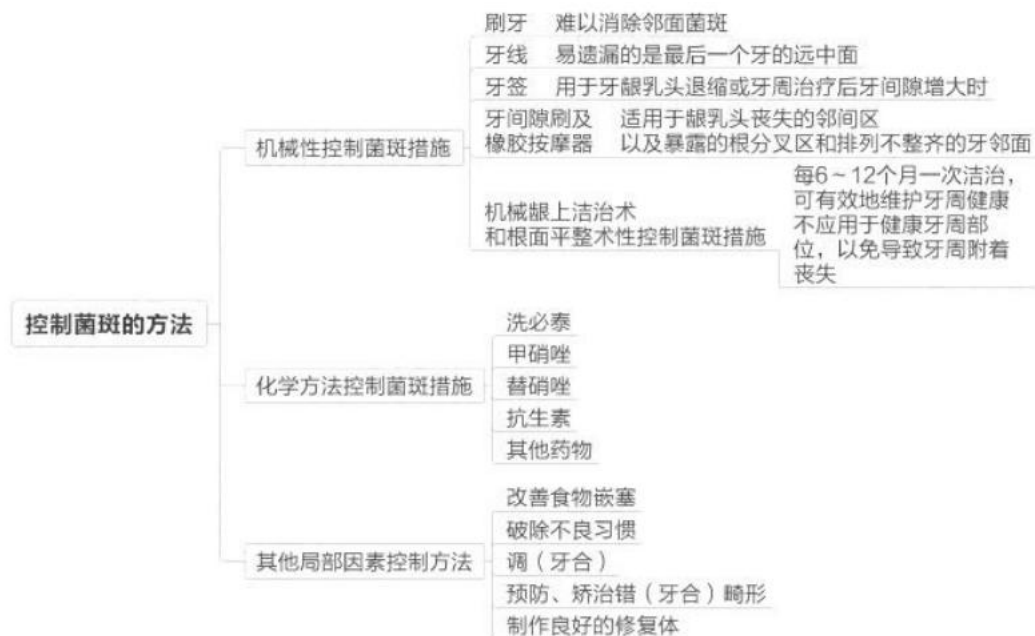 刷牙 难以消除邻面菌斑
牙线 易遗漏的是最后一个牙的远中面
牙签 用于牙龈乳头退缩或牙周治疗后牙间隙增大时
牙间隙刷及 适用于龈乳头丧失的邻间区
橡胶按摩器 以及暴露的根分叉区和排列不整齐的牙邻面
机械性控制菌斑措施
机械龈上洁治术
和根面平整术性控制菌斑措施
每6~12个月一次洁治，
可有效地维护牙周健康
不应用于健康牙周部
位，以免导致牙周附着
丧失
控制菌斑的方法
洗必泰
甲硝唑
化学方法控制菌斑措施
替硝唑
抗生素
其他药物
改善食物嵌塞
破除不良习惯
其他局部因素控制方法
调（牙合）
预防、矫治错（牙合）畸形
制作良好的修复体